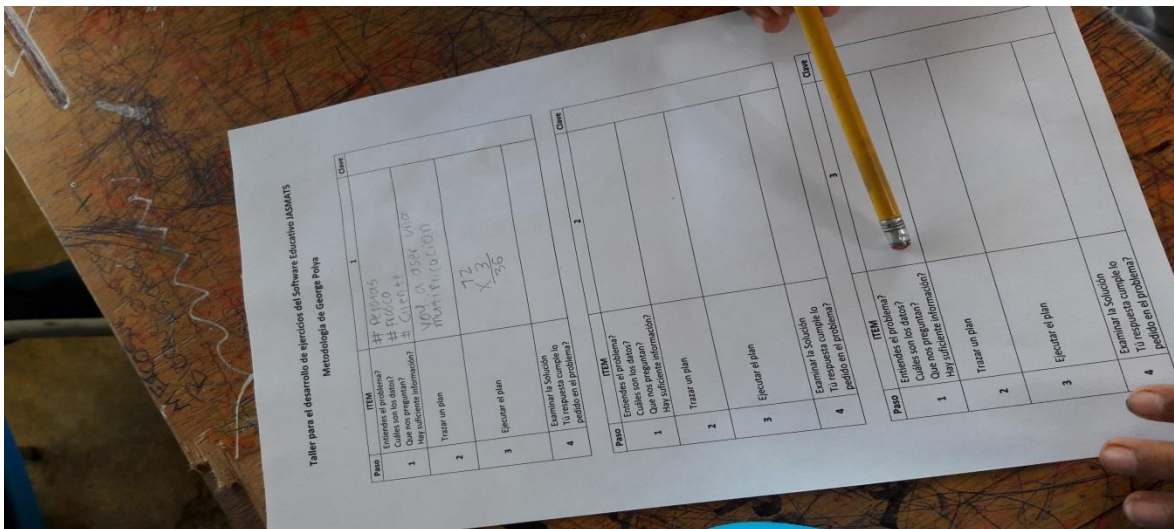 Taller para el desarrollo de ejercicios del Software Educativo JASMATS
Metodología de George Polya
Paso ITEM 1 Clave
1 Entiendes el problema?
Cuáles son los datos?
Que nos preguntan?
Hay suficiente información?
# Pelotas
# cuento
2 Trazar un plan
voy a aser una
multiplicacion
3 Ejecutar el plan
12
x 3
36
4 Examinar la Solución
Tú respuesta cumple lo
pedido en el problema?
Paso ITEM 2 Clave
1 Entiendes el problema?
Cuáles son los datos?
Que nos preguntan?
Hay suficiente información?
2 Trazar un plan
3 Ejecutar el plan
4 Examinar la Solución
Tú respuesta cumple lo
pedido en el problema?
Paso ITEM 3 Clave
1 Entiendes el problema?
Cuáles son los datos?
Que nos preguntan?
Hay suficiente información?
2 Trazar un plan
3 Ejecutar el plan
4 Examinar la Solución
Tú respuesta cumple lo
pedido en el problema?